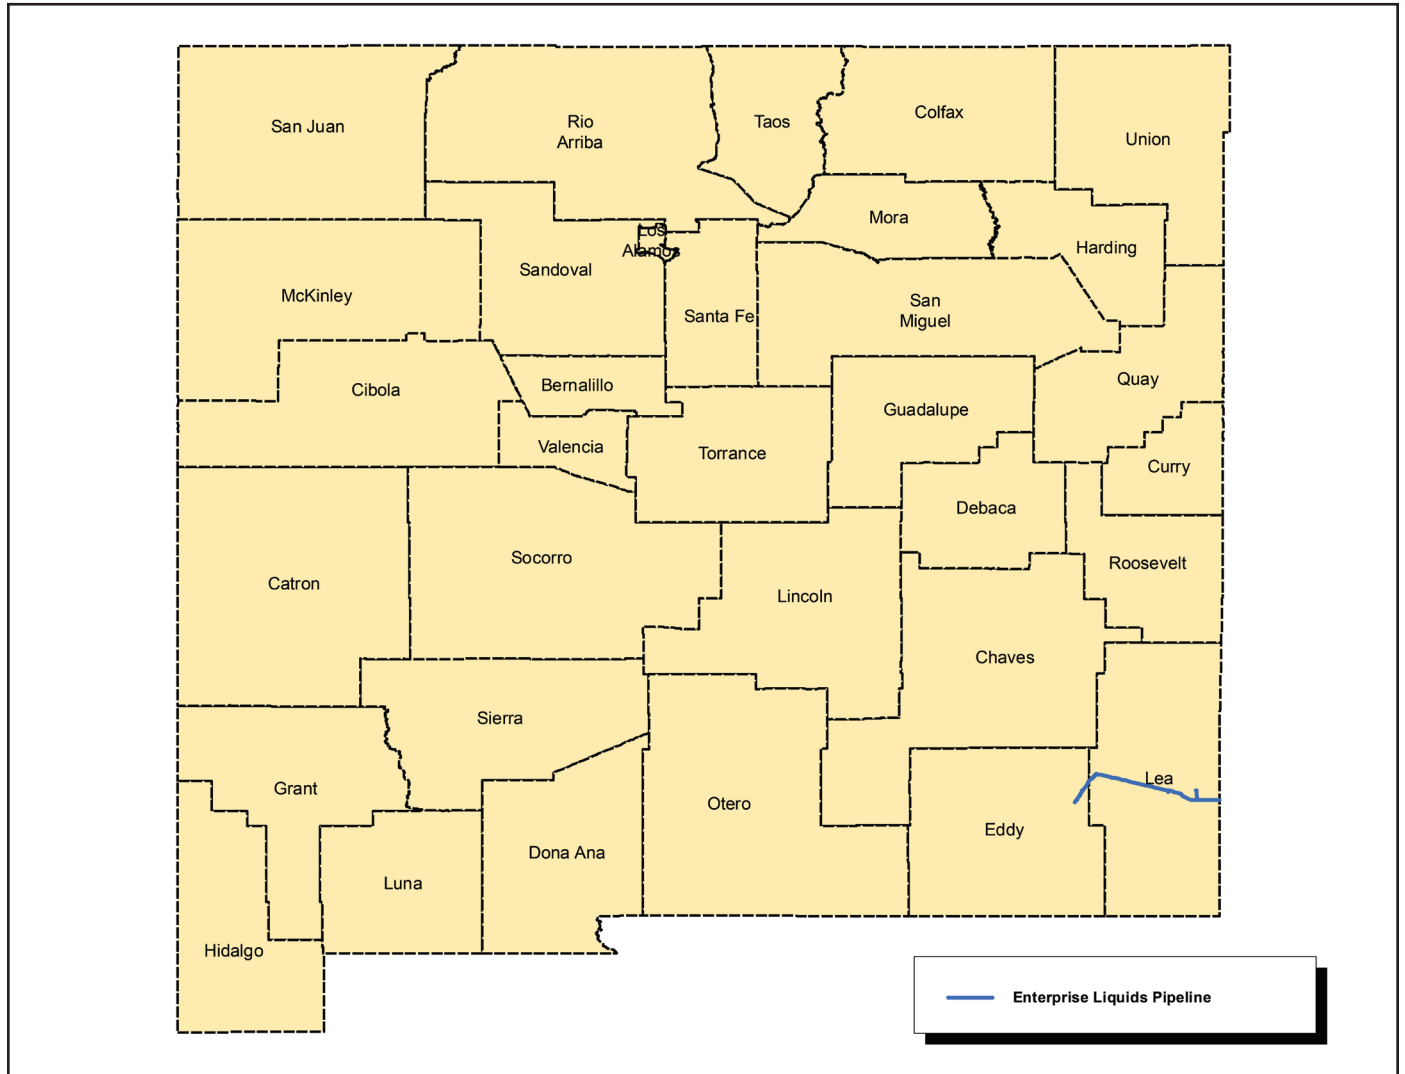 San Juan
Rio
Arriba
Taos
Colfax
Union
Mora
Los
Alamos
Harding
Sandoval
McKinley
Santa Fe
San
Miguel
Quay
Bernalillo
Cibola
Guadalupe
Valencia
Torrance
Curry
Debaca
Socorro
Roosevelt
Catron
Lincoln
Chaves
Sierra
Lea
Grant
Otero
Eddy
Dona Ana
Luna
Hidalgo
Enterprise Liquids Pipeline